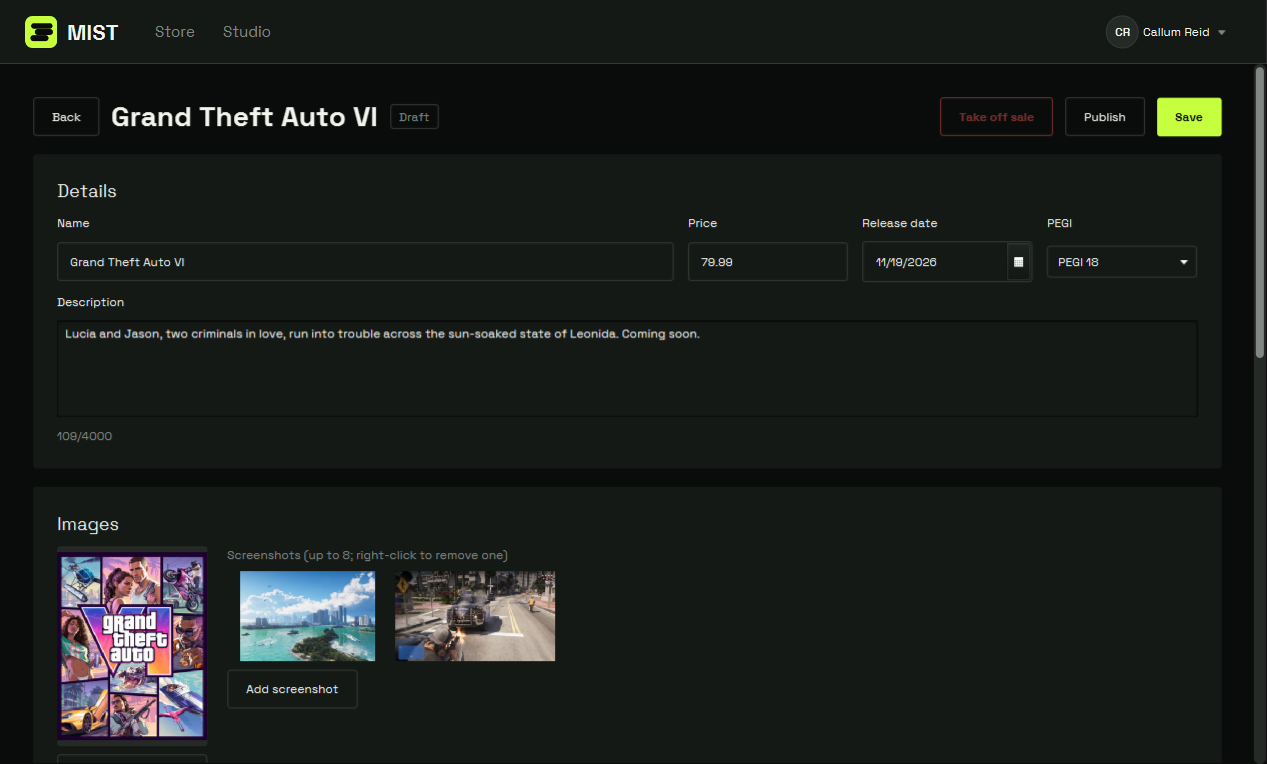 MIST
Store
Studio
CR
Callum Reid
Back
Grand Theft Auto VI
Draft
Take off sale
Publish
Save
Details
Name
Price
Release date
PEGI
Grand Theft Auto VI
79.99
11/19/2026
PEGI 18
Description
Lucia and Jason, two criminals in love, run into trouble across the sun-soaked state of Leonida. Coming soon.
109/4000
Images
Screenshots (up to 8; right-click to remove one)
grand
theft
auto
Add screenshot